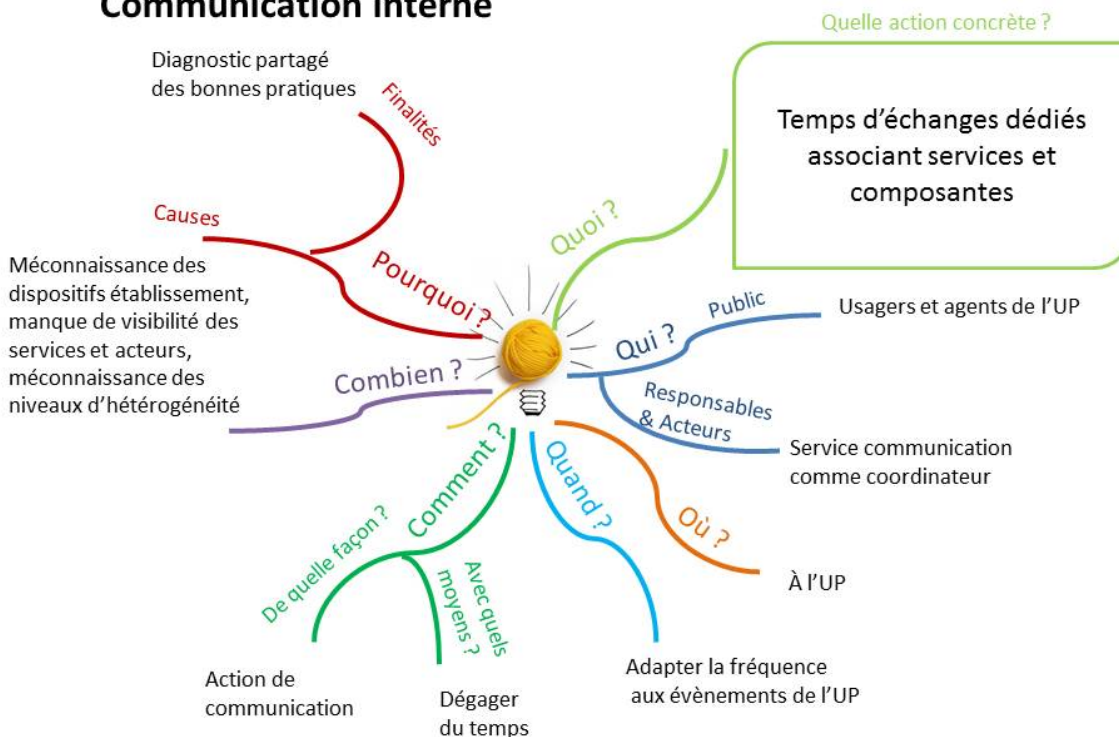 Communication interne
Quelle action concrète ?
Temps d’échanges dédiés
associant services et
composantes
Quoi ?
Diagnostic partagé
des bonnes pratiques
Finalités
Causes
Pourquoi ?
Méconnaissance des
dispositifs établissement,
manque de visibilité des
services et acteurs,
méconnaissance des
niveaux d’hétérogénéité
Combien ?
Qui ?
Public
Usagers et agents de l’UP
Responsables
& Acteurs
Service communication
comme coordinateur
Où ?
À l’UP
Quand ?
Adapter la fréquence
aux évènements de l’UP
Comment ?
De quelle façon ?
Action de
communication
Avec quels
moyens ?
Dégager
du temps